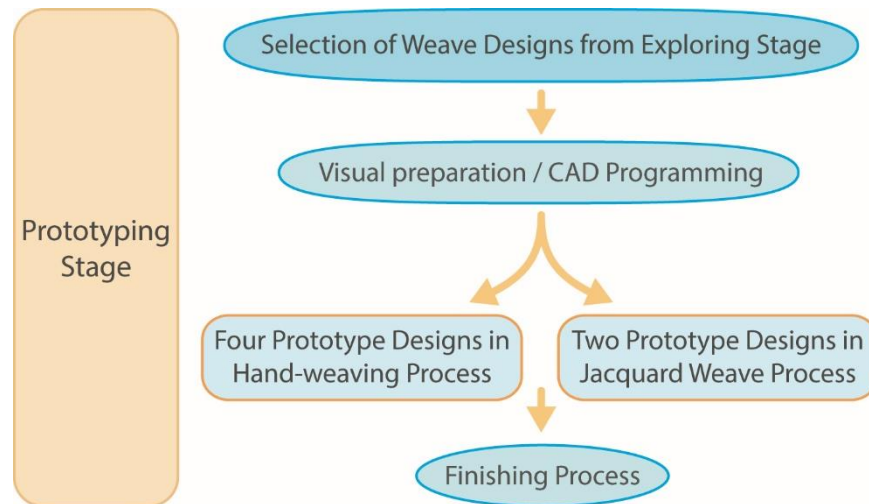 Prototyping
Stage
Selection of Weave Designs from Exploring Stage
Visual preparation / CAD Programming
Four Prototype Designs in
Hand-weaving Process
Two Prototype Designs in
Jacquard Weave Process
Finishing Process